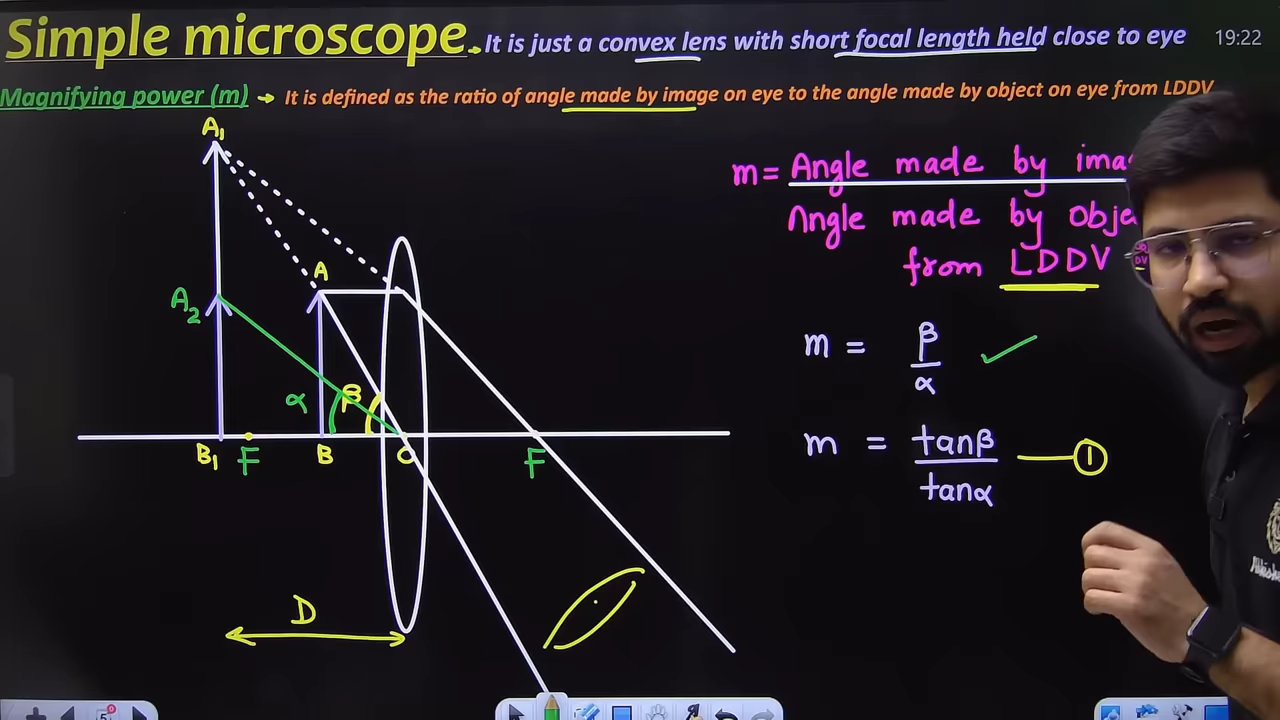 Simple microscope. It is just a convex lens with short focal length held close to eye
19:22
Magnifying power (m) → It is defined as the ratio of angle made by image on eye to the angle made by object on eye from LDDV
A₁
m = Angle made by
Angle made by
from LDDV
A
A₂
m = β/α
α
β
m = tanβ/tanα
①
B₁
F
B
O
F
D